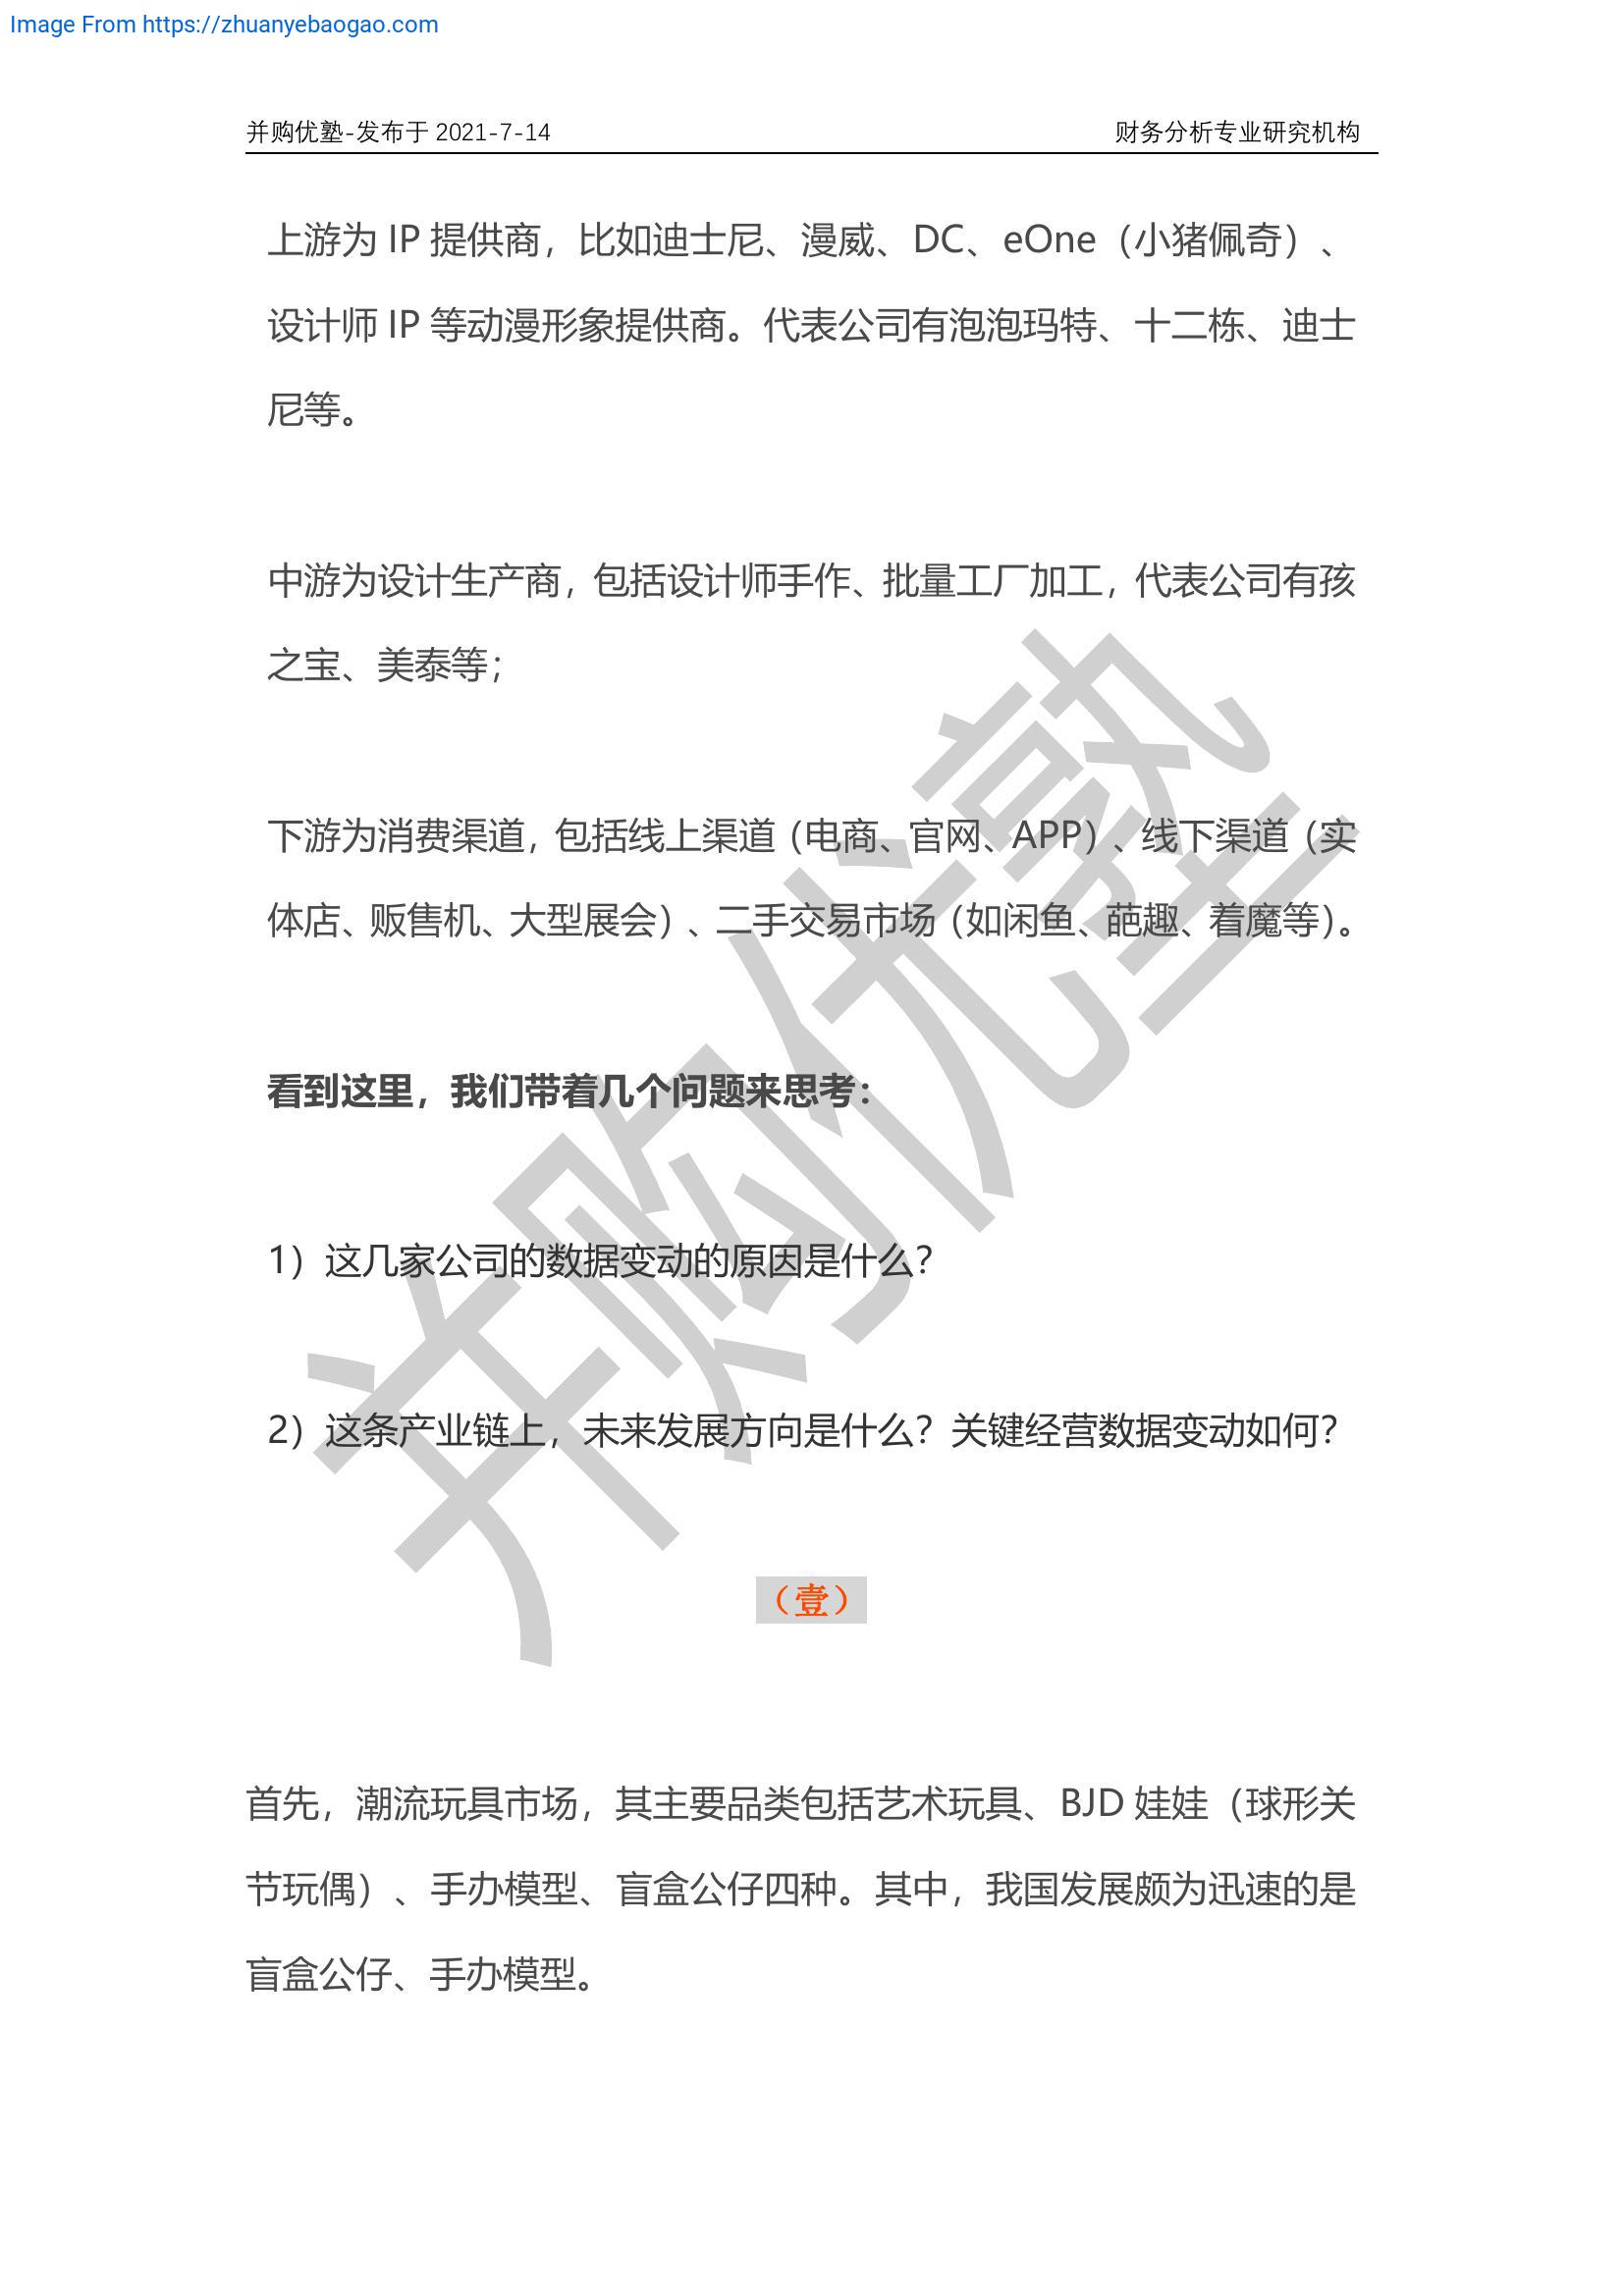 Image From https://zhuanyebaogao.com
并购优塾-发布于 2021-7-14 财务分析专业研究机构
上游为 IP 提供商，比如迪士尼、漫威、DC、eOne（小猪佩奇）、
设计师 IP 等动漫形象提供商。代表公司有泡泡玛特、十二栋、迪士
尼等。
中游为设计生产商，包括设计师手作、批量工厂加工，代表公司有孩
之宝、美泰等；
下游为消费渠道，包括线上渠道（电商、官网、APP）、线下渠道（实
体店、贩售机、大型展会）、二手交易市场（如闲鱼、葩趣、着魔等）。
看到这里，我们带着几个问题来思考：
1）这几家公司的数据变动的原因是什么？
2）这条产业链上，未来发展方向是什么？关键经营数据变动如何？
（壹）
首先，潮流玩具市场，其主要品类包括艺术玩具、BJD 娃娃（球形关
节玩偶）、手办模型、盲盒公仔四种。其中，我国发展颇为迅速的是
盲盒公仔、手办模型。
并购优塾